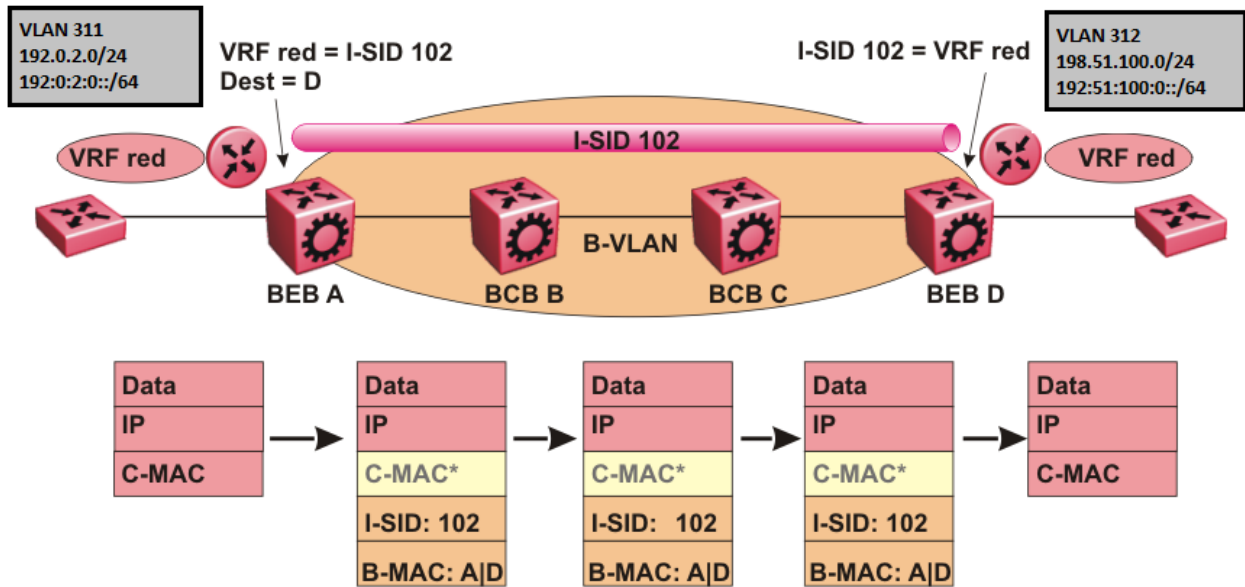 VLAN 311
192.0.2.0/24
192:0:2:0::/64
VRF red = I-SID 102
Dest = D
I-SID 102 = VRF red
VLAN 312
198.51.100.0/24
192:51:100:0::/64
I-SID 102
VRF red
VRF red
B-VLAN
BEB A
BCB B
BCB C
BEB D
Data
IP
C-MAC
Data
IP
C-MAC*
I-SID: 102
B-MAC: A|D
Data
IP
C-MAC*
I-SID: 102
B-MAC: A|D
Data
IP
C-MAC*
I-SID: 102
B-MAC: A|D
Data
IP
C-MAC